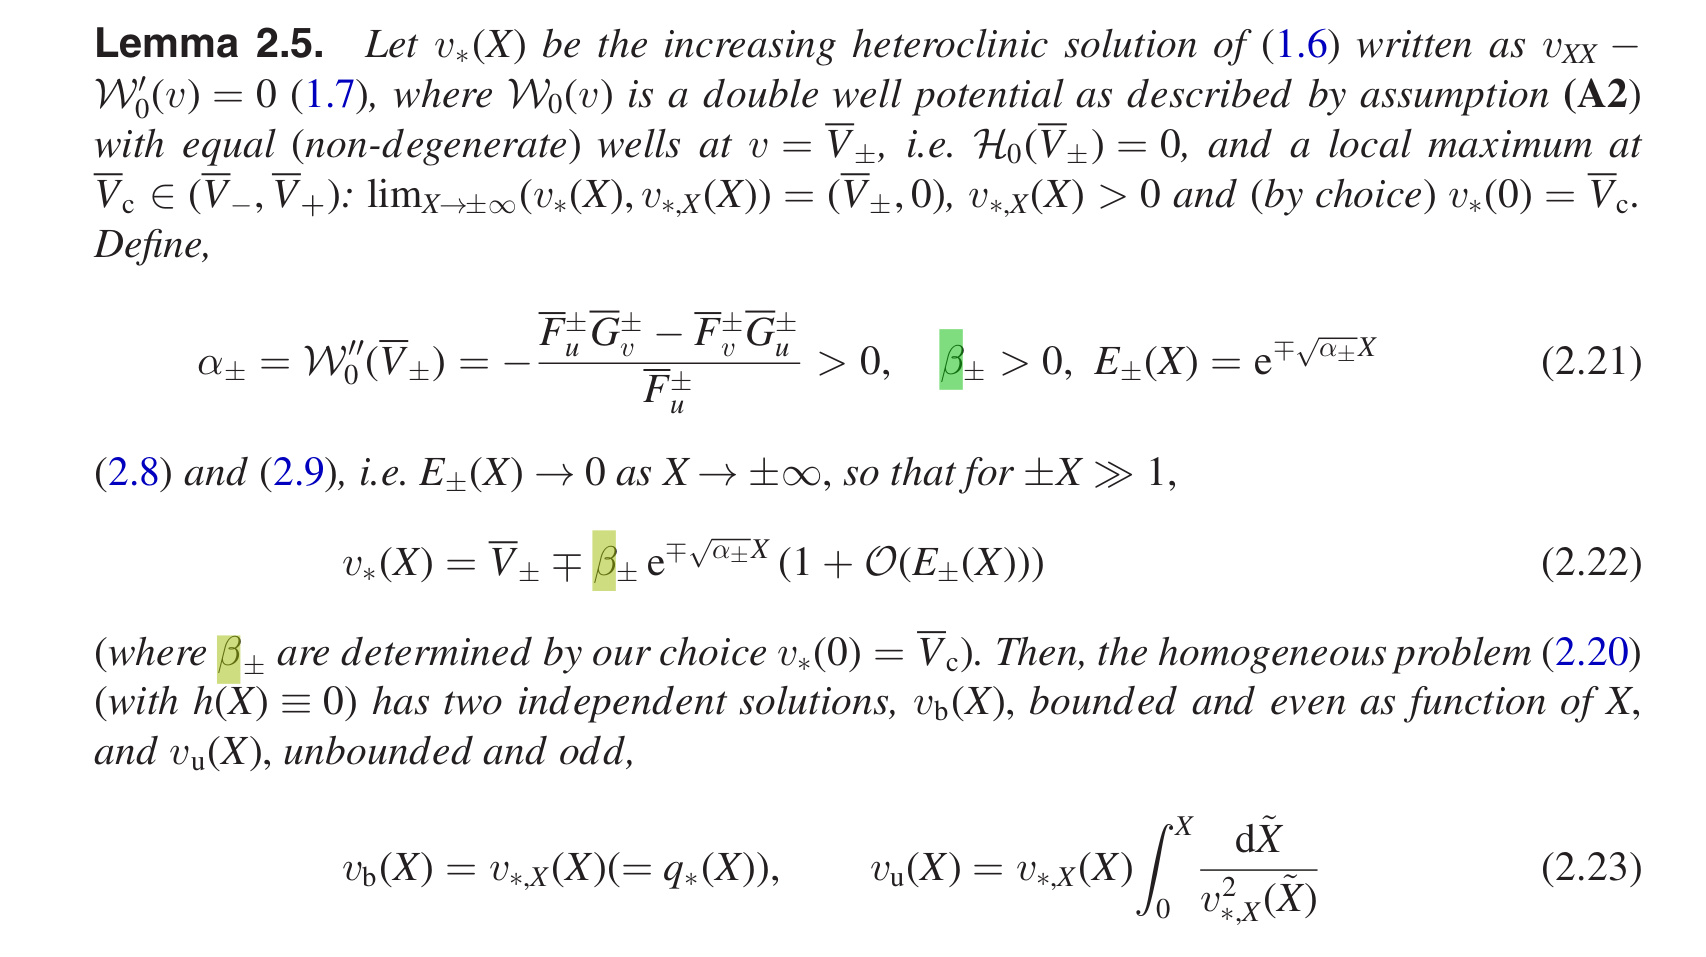 Lemma 2.5. Let v_*(X) be the increasing heteroclinic solution of (1.6) written as v_{XX} −
𝒲′_0(v) = 0 (1.7), where 𝒲_0(v) is a double well potential as described by assumption (A2)
with equal (non-degenerate) wells at v = V̅_±, i.e. ℋ_0(V̅_±) = 0, and a local maximum at
V̅_c ∈ (V̅_−, V̅_+): lim_{X→±∞}(v_*(X), v_{*,X}(X)) = (V̅_±, 0), v_{*,X}(X) > 0 and (by choice) v_*(0) = V̅_c.
Define,
α_± = 𝒲″_0(V̅_±) = −(F̅^±_u G̅^±_v − F̅^±_v G̅^±_u)/F̅^±_u > 0, β_± > 0, E_±(X) = e^{∓√α_± X} (2.21)
(2.8) and (2.9), i.e. E_±(X) → 0 as X → ±∞, so that for ±X ≫ 1,
v_*(X) = V̅_± ∓ β_± e^{∓√α_± X} (1 + 𝒪(E_±(X))) (2.22)
(where β_± are determined by our choice v_*(0) = V̅_c). Then, the homogeneous problem (2.20)
(with h(X) ≡ 0) has two independent solutions, v_b(X), bounded and even as function of X,
and v_u(X), unbounded and odd,
v_b(X) = v_{*,X}(X)(= q_*(X)), v_u(X) = v_{*,X}(X) ∫_0^X dX̃/v^2_{*,X}(X̃) (2.23)